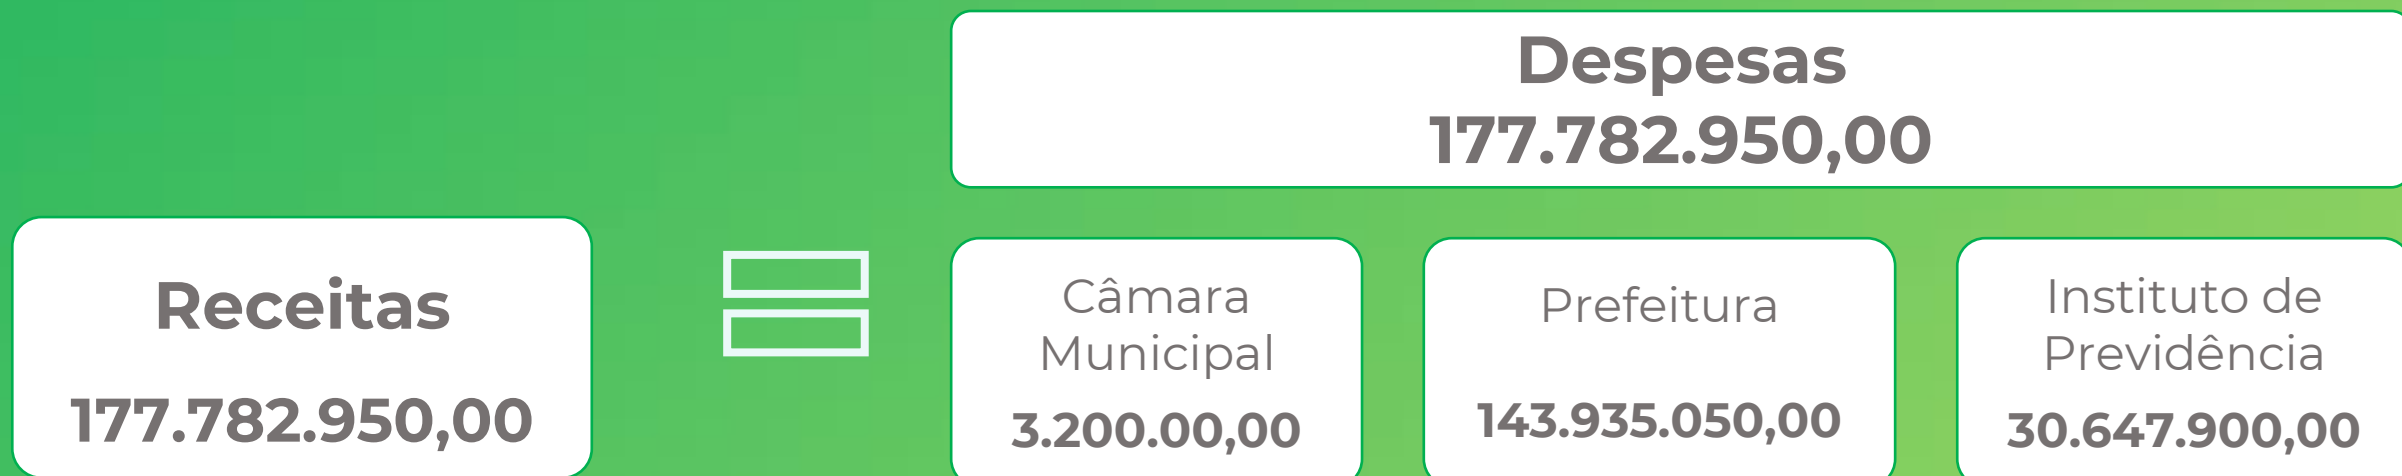 Despesas
177.782.950,00
Receitas
177.782.950,00
Câmara
Municipal
3.200.00,00
Prefeitura
143.935.050,00
Instituto de
Previdência
30.647.900,00